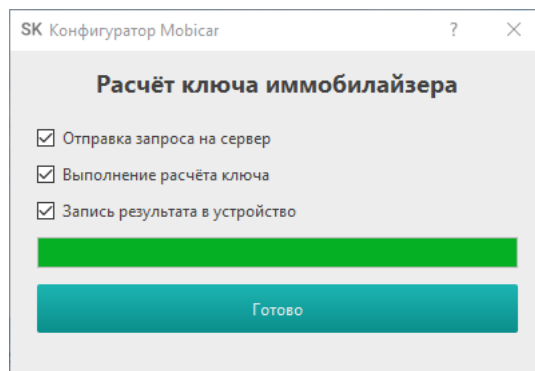 SK Конфигуратор Mobicar ?
Расчёт ключа иммобилайзера
Отправка запроса на сервер
Выполнение расчёта ключа
Запись результата в устройство
Готово